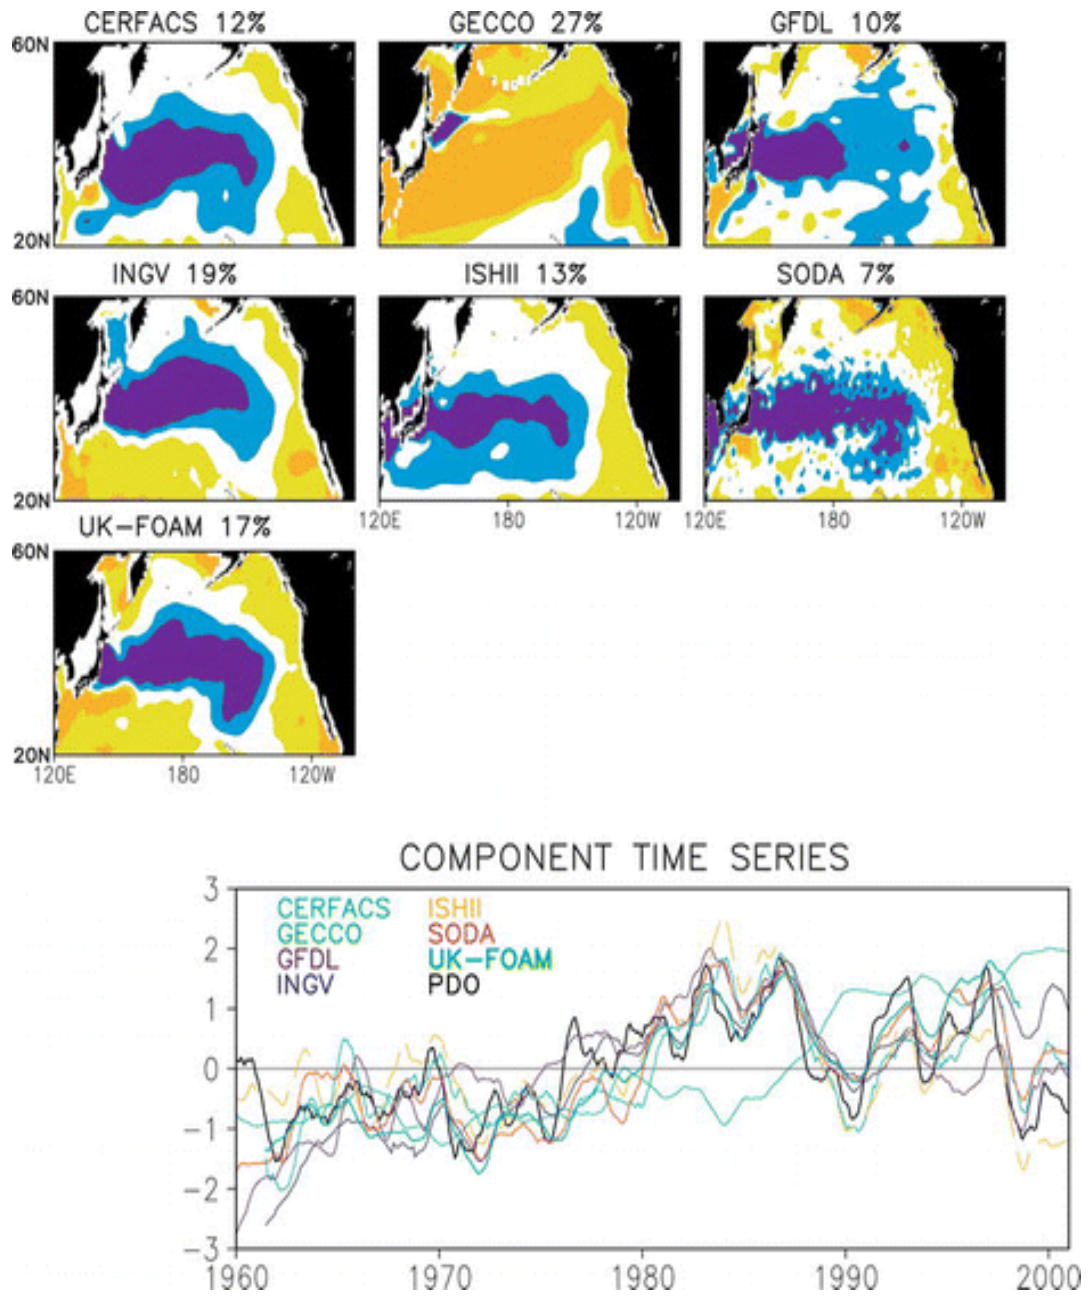 CERFACS 12% GECCO 27% GFDL 10%
60N
20N
INGV 19% ISHII 13% SODA 7%
60N
20N
120E 180 120W 120E 180 120W
UK-FOAM 17%
60N
20N
120E 180 120W
COMPONENT TIME SERIES
3
CERFACS ISHII
GECCO SODA
2
GFDL UK-FOAM
INGV PDO
1
0
-1
-2
-3
1960 1970 1980 1990 2000